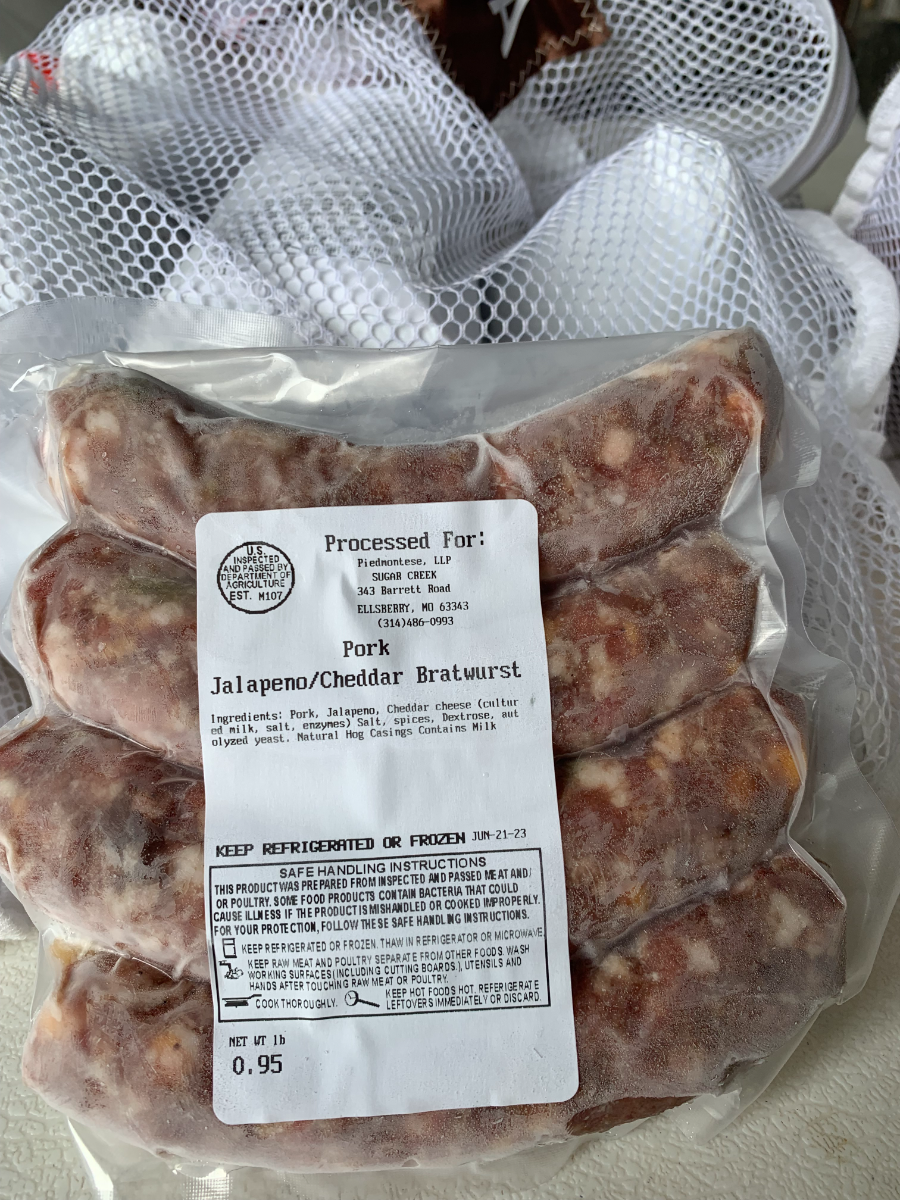 A
U.S.
INSPECTED
AND PASSED BY
DEPARTMENT OF
AGRICULTURE
EST. M107
Processed For:
Piedmontese, LLP
SUGAR CREEK
343 Barrett Road
ELLSBERRY, MO 63343
(314)486-0993
Pork
Jalapeno/Cheddar Bratwurst
Ingredients: Pork, Jalapeno, Cheddar cheese (cultur
ed milk, salt, enzymes) Salt, spices, Dextrose, aut
olyzed yeast. Natural Hog Casings Contains Milk
KEEP REFRIGERATED OR FROZEN JUN-21-23
SAFE HANDLING INSTRUCTIONS
THIS PRODUCT WAS PREPARED FROM INSPECTED AND PASSED MEAT AND/
OR POULTRY. SOME FOOD PRODUCTS CONTAIN BACTERIA THAT COULD
CAUSE ILLNESS IF THE PRODUCT IS MISHANDLED OR COOKED IMPROPERLY.
FOR YOUR PROTECTION, FOLLOW THESE SAFE HANDLING INSTRUCTIONS.
KEEP REFRIGERATED OR FROZEN. THAW IN REFRIGERATOR OR MICROWAVE.
KEEP RAW MEAT AND POULTRY SEPARATE FROM OTHER FOODS. WASH
WORKING SURFACES (INCLUDING CUTTING BOARDS), UTENSILS AND
HANDS AFTER TOUCHING RAW MEAT OR POULTRY.
COOK THOROUGHLY.
KEEP HOT FOODS HOT. REFERIGERATE
LEFTOVERS IMMEDIATELY OR DISCARD.
NET WT lb
0.95